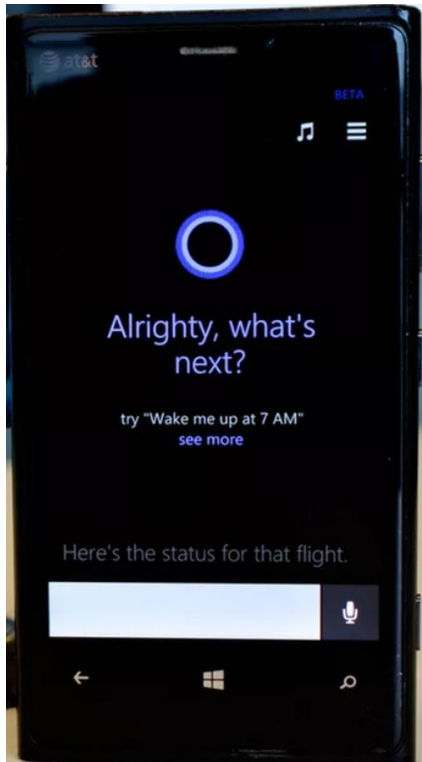 at&t
BETA
Alrighty, what's
next?
try "Wake me up at 7 AM"
see more
Here's the status for that flight.